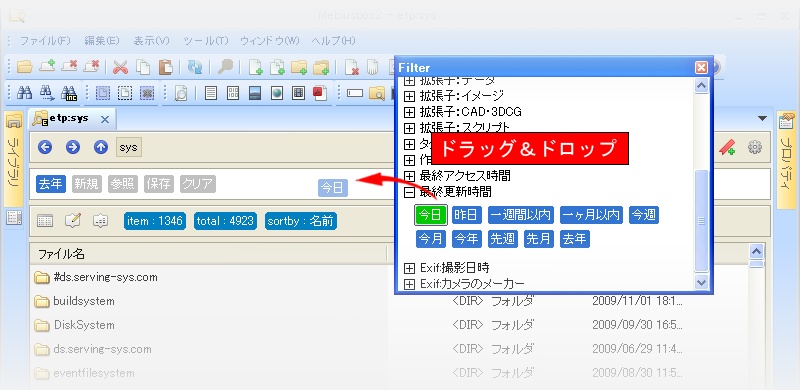 Mebiusbox2 - etp:sys
ファイル(F) 編集(E) 表示(V) ツール(T) ウィンドウ(W) ヘルプ(H)
etp:sys
ライブラリ
プロパティ
sys
去年 新規 参照 保存 クリア
今日
item : 1346 total : 4923 sortby : 名前
ファイル名
#ds.serving-sys.com
buildsystem
<DIR> フォルダ 2009/11/01 18:1...
DiskSystem
<DIR> フォルダ 2009/09/30 16:5...
ds.serving-sys.com
<DIR> フォルダ 2009/06/29 11:4...
eventfilesystem
<DIR> フォルダ 2009/09/30 16:5...
Filter
拡張子:データ
拡張子:イメージ
拡張子:CAD・3DCG
拡張子:スクリプト
ドラッグ&ドロップ
最終アクセス時間
最終更新時間
今日 昨日 一週間以内 一ヶ月以内 今週
今月 今年 先週 先月 去年
Exif:撮影日時
Exif:カメラのメーカー